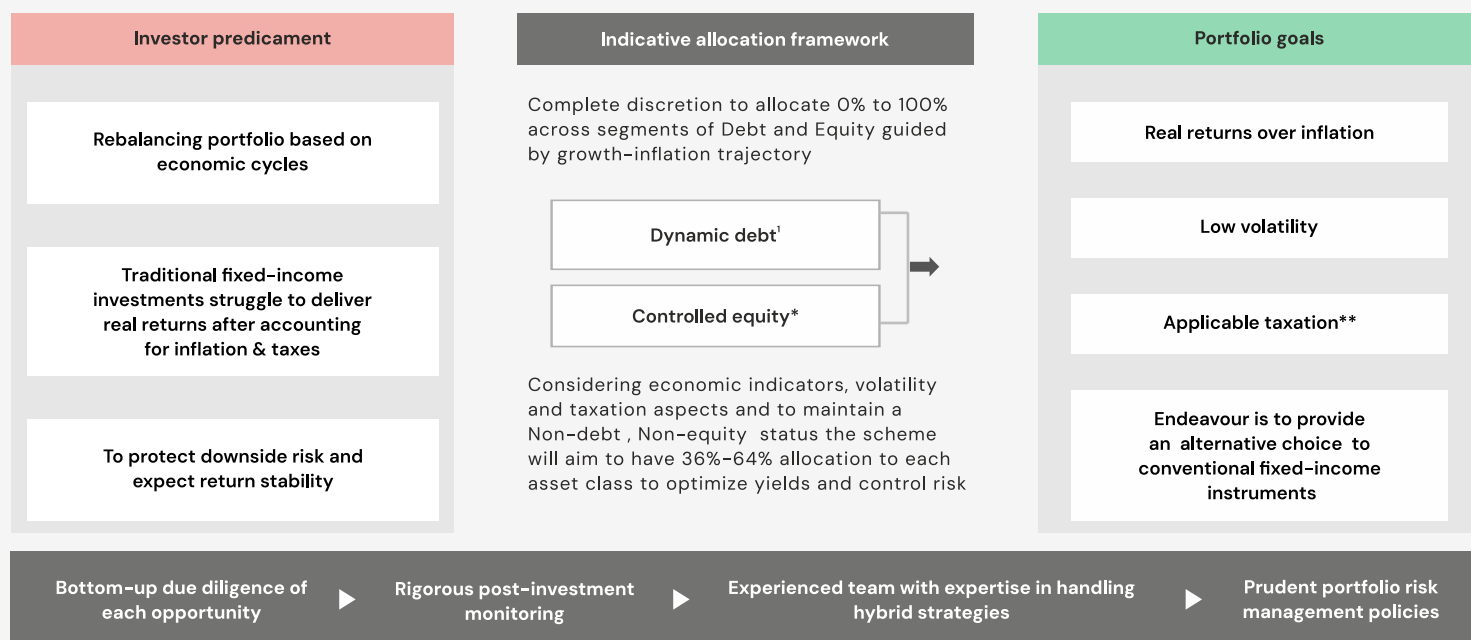 Investor predicament
Rebalancing portfolio based on
economic cycles
Traditional fixed-income
investments struggle to deliver
real returns after accounting
for inflation & taxes
To protect downside risk and
expect return stability
Indicative allocation framework
Complete discretion to allocate 0% to 100%
across segments of Debt and Equity guided
by growth-inflation trajectory
Dynamic debt¹
Controlled equity*
Considering economic indicators, volatility
and taxation aspects and to maintain a
Non-debt , Non-equity status the scheme
will aim to have 36%-64% allocation to each
asset class to optimize yields and control risk
Portfolio goals
Real returns over inflation
Low volatility
Applicable taxation**
Endeavour is to provide
an alternative choice to
conventional fixed-income
instruments
Bottom-up due diligence of
each opportunity
Rigorous post-investment
monitoring
Experienced team with expertise in handling
hybrid strategies
Prudent portfolio risk
management policies